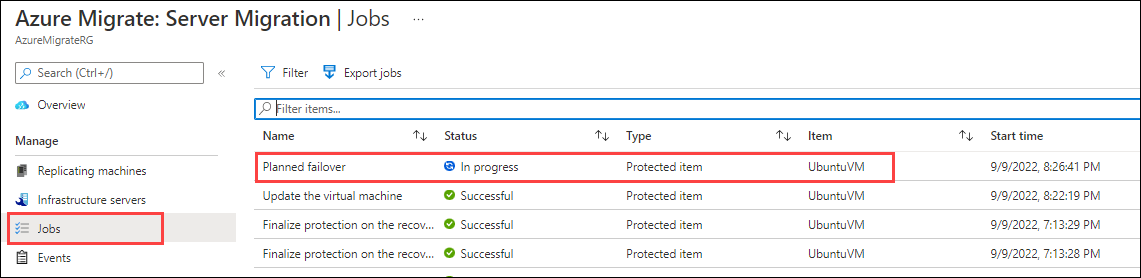 Azure Migrate: Server Migration | Jobs ...
AzureMigrateRG
Search (Ctrl+/) «
Filter Export jobs
Overview
Filter items...
Name Status Type Item Start time
Manage
Planned failover In progress Protected item UbuntuVM 9/9/2022, 8:26:41 PM
Replicating machines
Update the virtual machine Successful Protected item UbuntuVM 9/9/2022, 8:22:19 PM
Infrastructure servers
Finalize protection on the recov... Successful Protected item UbuntuVM 9/9/2022, 7:13:29 PM
Jobs
Finalize protection on the recov... Successful Protected item UbuntuVM 9/9/2022, 7:13:28 PM
Events